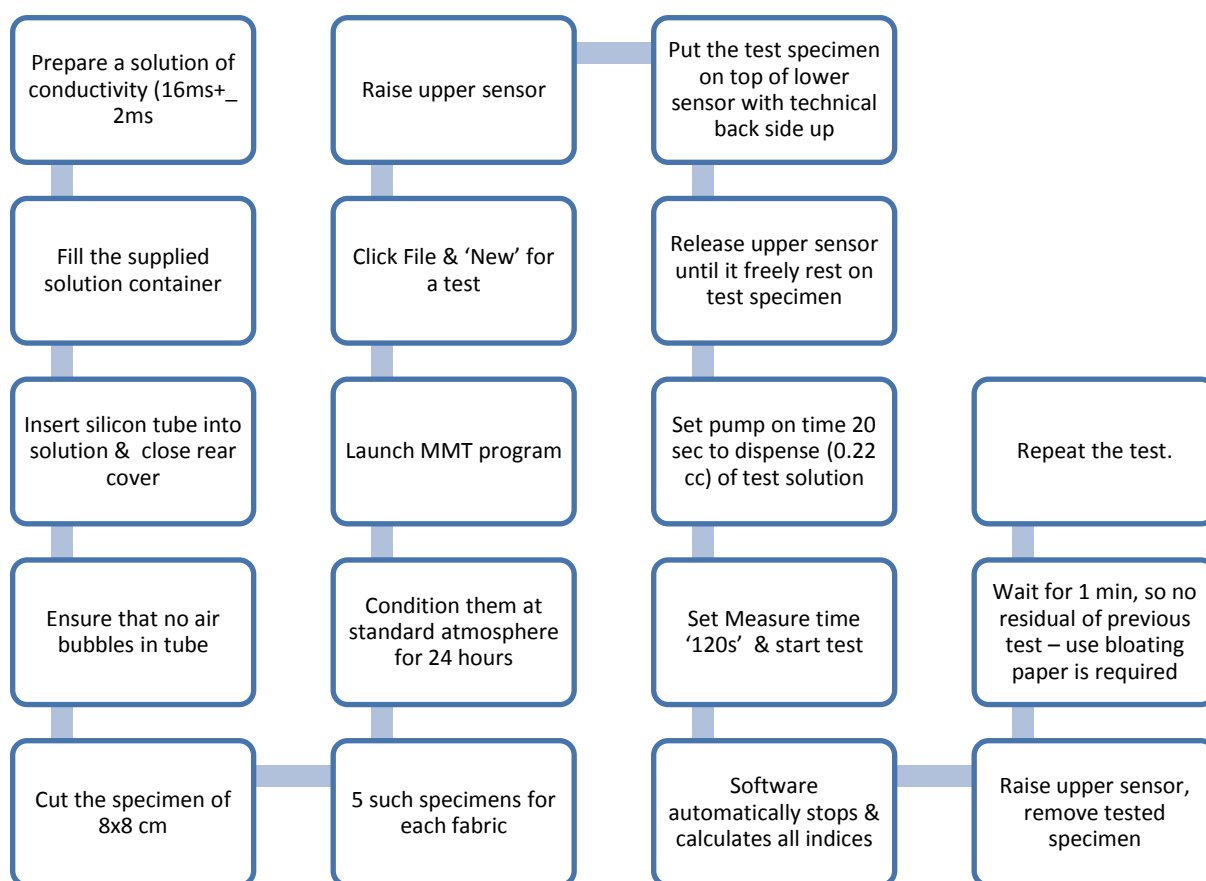 Prepare a solution of
conductivity (16ms+_
2ms
Fill the supplied
solution container
Insert silicon tube into
solution & close rear
cover
Ensure that no air
bubbles in tube
Cut the specimen of
8x8 cm
5 such specimens for
each fabric
Condition them at
standard atmosphere
for 24 hours
Launch MMT program
Click File & ‘New’ for
a test
Raise upper sensor
Put the test specimen
on top of lower
sensor with technical
back side up
Release upper sensor
until it freely rest on
test specimen
Set pump on time 20
sec to dispense (0.22
cc) of test solution
Set Measure time
‘120s’ & start test
Software
automatically stops &
calculates all indices
Raise upper sensor,
remove tested
specimen
Wait for 1 min, so no
residual of previous
test – use bloating
paper is required
Repeat the test.